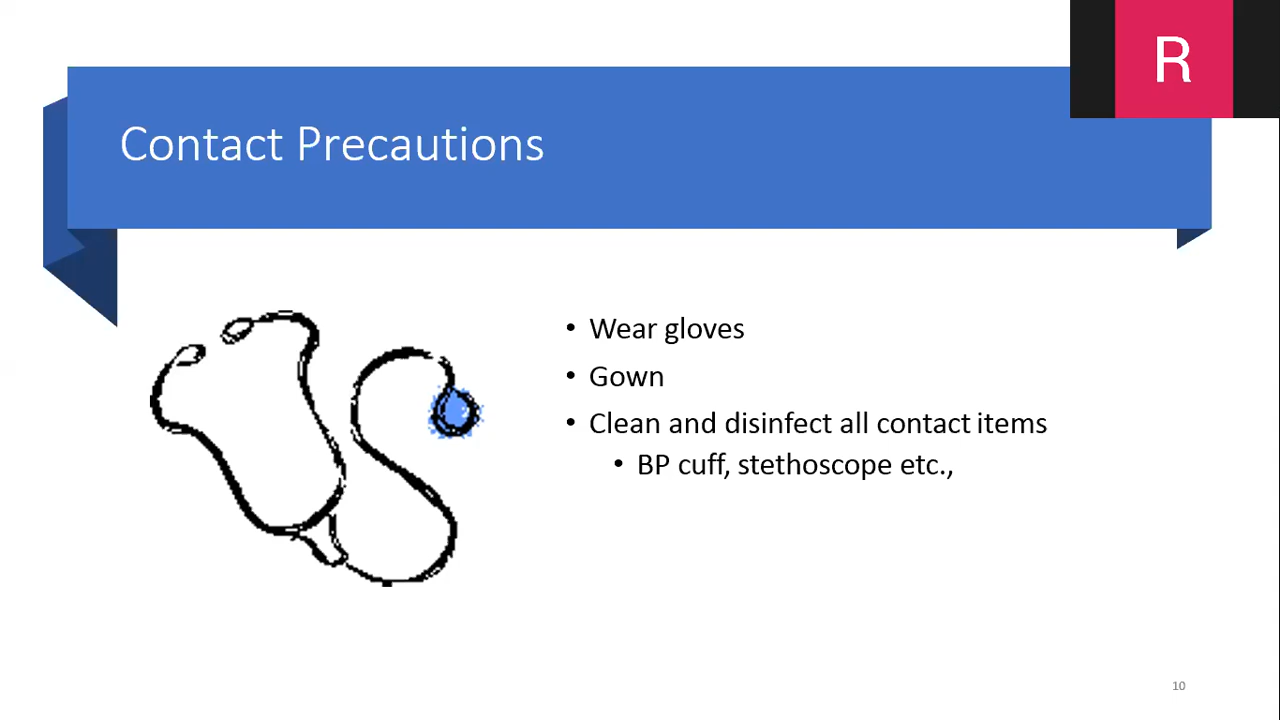 R
Contact Precautions
• Wear gloves
• Gown
• Clean and disinfect all contact items
• BP cuff, stethoscope etc.,
10